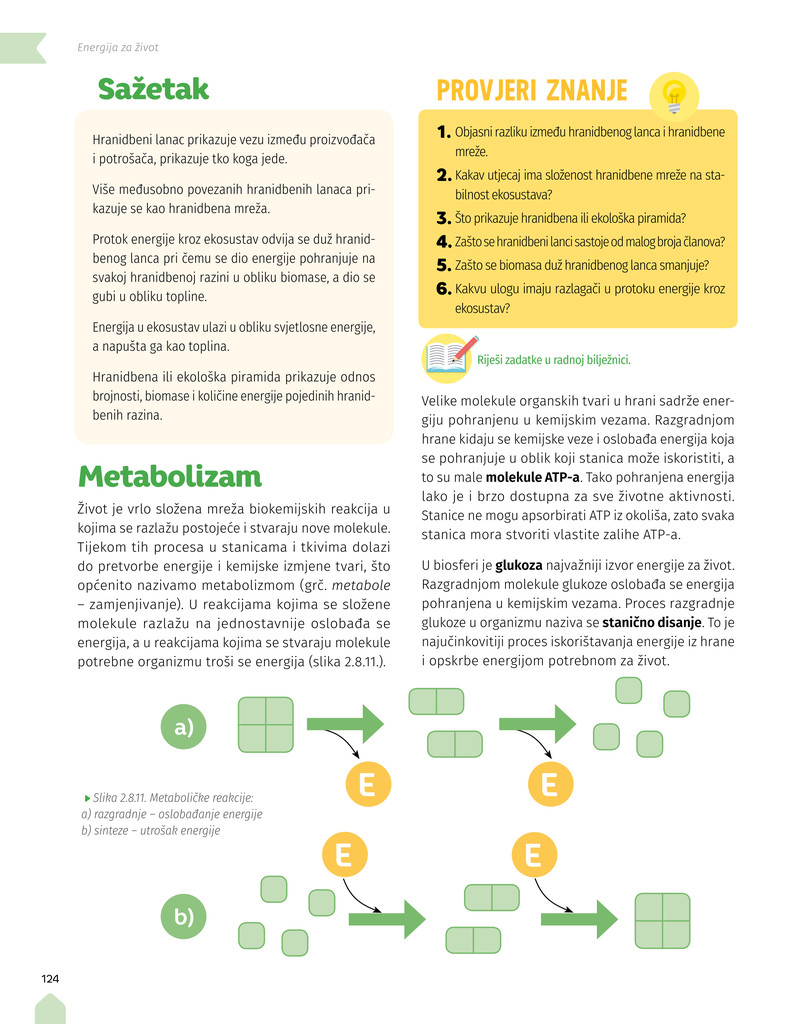 Energija za život
Sažetak
Hranidbeni lanac prikazuje vezu između proizvođača
i potrošača, prikazuje tko koga jede.
Više međusobno povezanih hranidbenih lanaca pri-
kazuje se kao hranidbena mreža.
Protok energije kroz ekosustav odvija se duž hranid-
benog lanca pri čemu se dio energije pohranjuje na
svakoj hranidbenoj razini u obliku biomase, a dio se
gubi u obliku topline.
Energija u ekosustav ulazi u obliku svjetlosne energije,
a napušta ga kao toplina.
Hranidbena ili ekološka piramida prikazuje odnos
brojnosti, biomase i količine energije pojedinih hranid-
benih razina.
Metabolizam
Život je vrlo složena mreža biokemijskih reakcija u
kojima se razlažu postojeće i stvaraju nove molekule.
Tijekom tih procesa u stanicama i tkivima dolazi
do pretvorbe energije i kemijske izmjene tvari, što
općenito nazivamo metabolizmom (grč. metabole
– zamjenjivanje). U reakcijama kojima se složene
molekule razlažu na jednostavnije oslobađa se
energija, a u reakcijama kojima se stvaraju molekule
potrebne organizmu troši se energija (slika 2.8.11.).
PROVJERI ZNANJE
1. Objasni razliku između hranidbenog lanca i hranidbene
mreže.
2. Kakav utjecaj ima složenost hranidbene mreže na sta-
bilnost ekosustava?
3. Što prikazuje hranidbena ili ekološka piramida?
4. Zašto se hranidbeni lanci sastoje od malog broja članova?
5. Zašto se biomasa duž hranidbenog lanca smanjuje?
6. Kakvu ulogu imaju razlagači u protoku energije kroz
ekosustav?
Riješi zadatke u radnoj bilježnici.
Velike molekule organskih tvari u hrani sadrže ener-
giju pohranjenu u kemijskim vezama. Razgradnjom
hrane kidaju se kemijske veze i oslobađa energija koja
se pohranjuje u oblik koji stanica može iskoristiti, a
to su male molekule ATP-a. Tako pohranjena energija
lako je i brzo dostupna za sve životne aktivnosti.
Stanice ne mogu apsorbirati ATP iz okoliša, zato svaka
stanica mora stvoriti vlastite zalihe ATP-a.
U biosferi je glukoza najvažniji izvor energije za život.
Razgradnjom molekule glukoze oslobađa se energija
pohranjena u kemijskim vezama. Proces razgradnje
glukoze u organizmu naziva se stanično disanje. To je
najučinkovitiji proces iskorištavanja energije iz hrane
i opskrbe energijom potrebnom za život.
a)
E
E
Slika 2.8.11. Metaboličke reakcije:
a) razgradnje – oslobađanje energije
b) sinteze – utrošak energije
E
E
b)
124